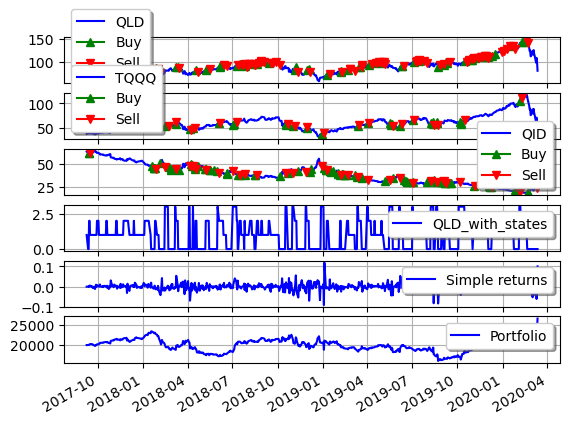 QLD
Buy
Sell
TQQQ
Buy
Sell
150
100
100
50
QID
Buy
Sell
50
25
QLD_with_states
2.5
0.0
Simple returns
0.1
0.0
−0.1
Portfolio
25000
20000
2017-10
2018-01
2018-04
2018-07
2018-10
2019-01
2019-04
2019-07
2019-10
2020-01
2020-04